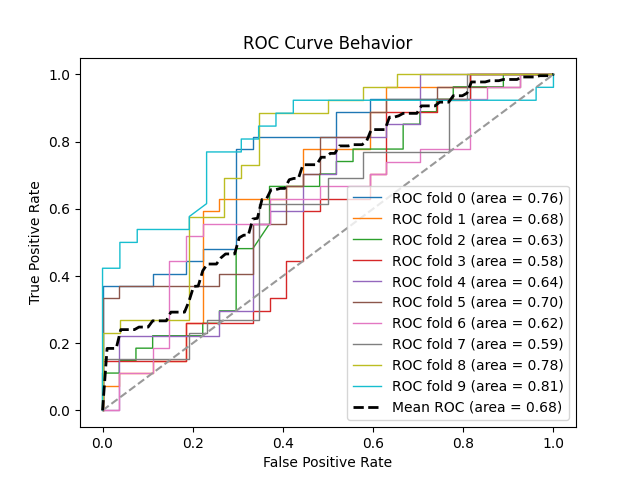 ROC Curve Behavior
True Positive Rate
1.0
0.8
0.6
0.4
0.2
0.0
ROC fold 0 (area = 0.76)
ROC fold 1 (area = 0.68)
ROC fold 2 (area = 0.63)
ROC fold 3 (area = 0.58)
ROC fold 4 (area = 0.64)
ROC fold 5 (area = 0.70)
ROC fold 6 (area = 0.62)
ROC fold 7 (area = 0.59)
ROC fold 8 (area = 0.78)
ROC fold 9 (area = 0.81)
Mean ROC (area = 0.68)
0.0 0.2 0.4 0.6 0.8 1.0
False Positive Rate